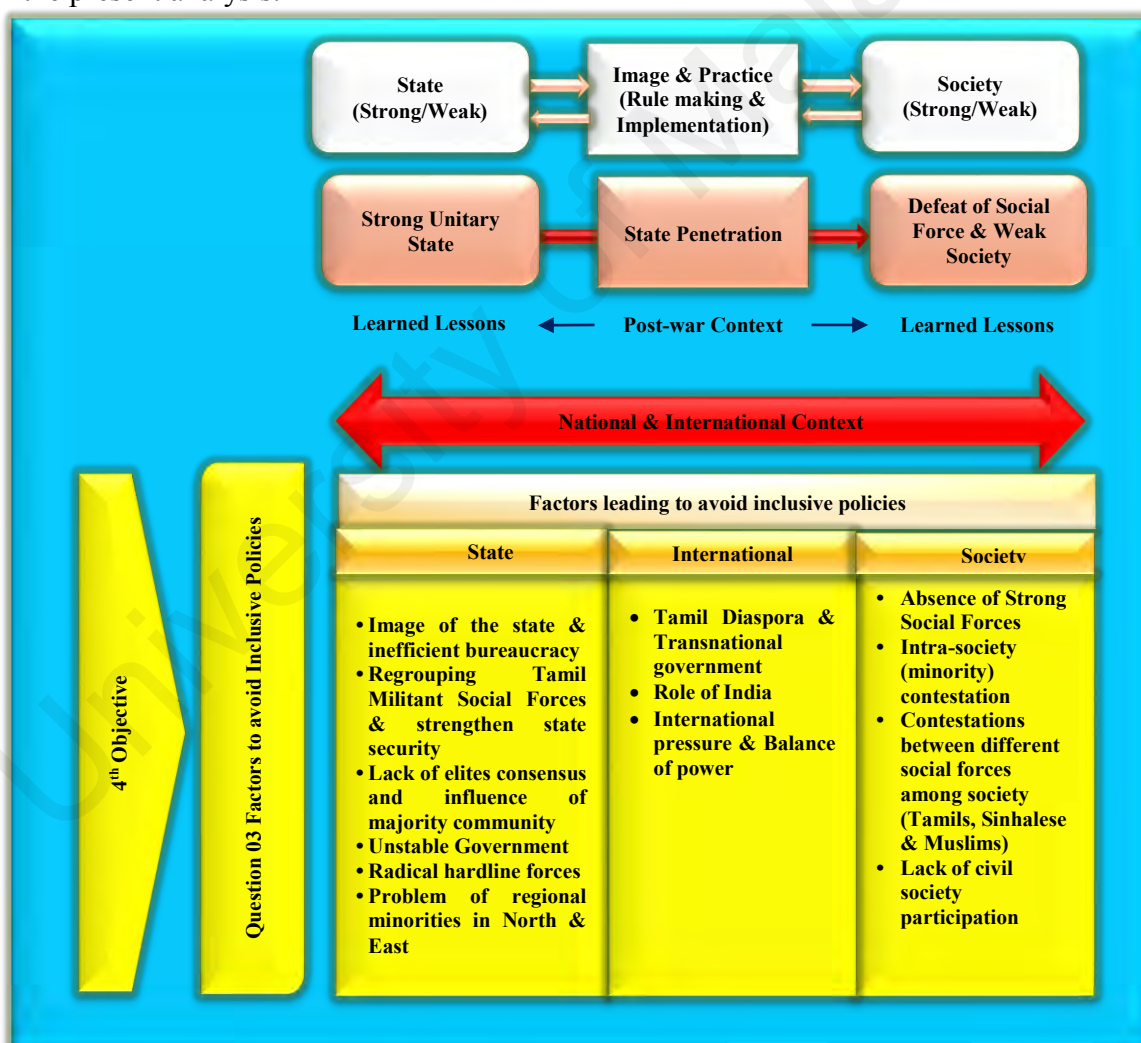 the present analysis.
State
(Strong/Weak)
Image & Practice
(Rule making &
Implementation)
Society
(Strong/Weak)
Strong Unitary
State
State Penetration
Defeat of Social
Force & Weak
Society
Learned Lessons
Post-war Context
Learned Lessons
National & International Context
4th Objective
Question 03 Factors to avoid Inclusive Policies
Factors leading to avoid inclusive policies
State
• Image of the state &
inefficient bureaucracy
• Regrouping Tamil
Militant Social Forces
& strengthen state
security
• Lack of elites consensus
and influence of
majority community
• Unstable Government
• Radical hardline forces
• Problem of regional
minorities in North &
East
International
• Tamil Diaspora &
Transnational
government
• Role of India
• International
pressure & Balance
of power
Society
• Absence of Strong
Social Forces
• Intra-society
(minority)
contestation
• Contestations
between different
social forces
among society
(Tamils, Sinhalese
& Muslims)
• Lack of civil
society
participation
University of Mala